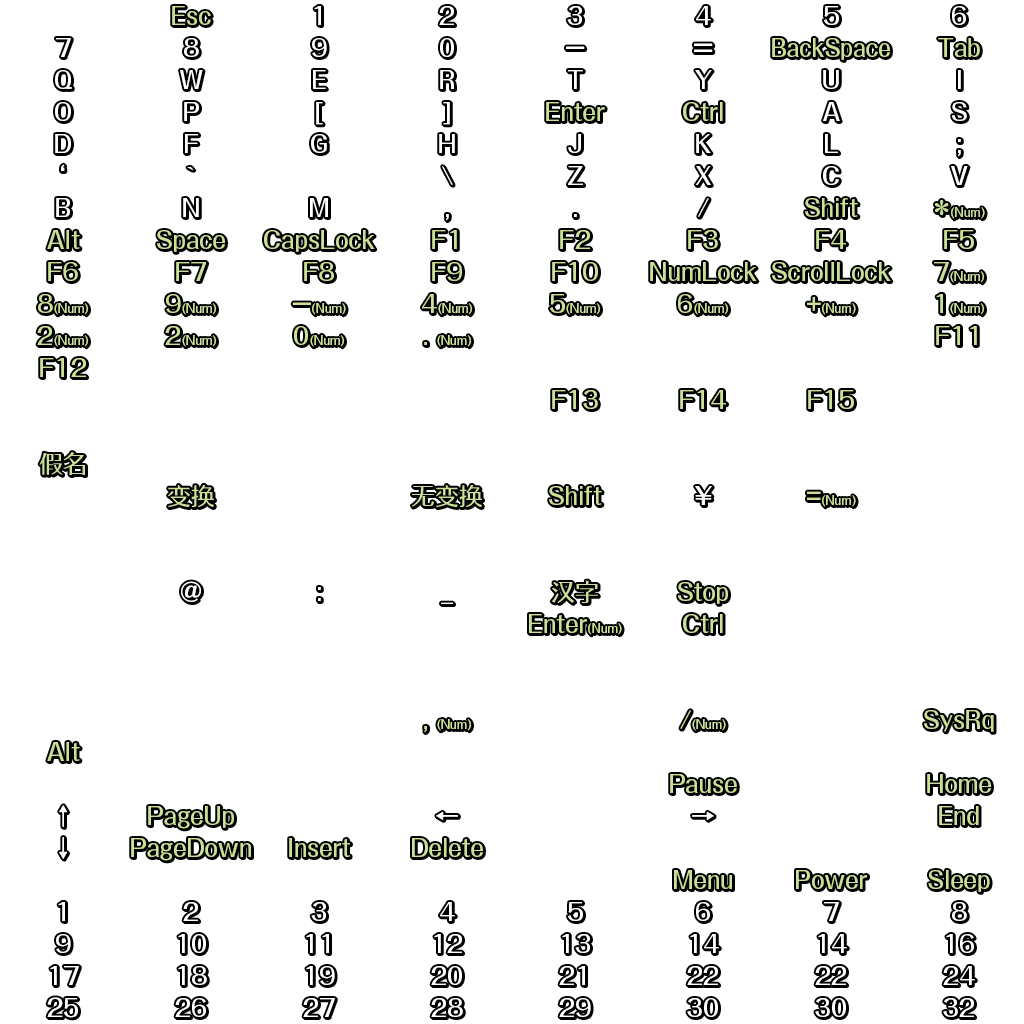 Esc 1 2 3 4 5 6
7 8 9 0 － ＝ BackSpace Tab
Q W E R T Y U I
O P [ ] Enter Ctrl A S
D F G H J K L ;
‘ ` \ Z X C V
B N M , . / Shift *(Num)
Alt Space CapsLock F1 F2 F3 F4 F5
F6 F7 F8 F9 F10 NumLock ScrollLock 7(Num)
8(Num) 9(Num) －(Num) 4(Num) 5(Num) 6(Num) +(Num) 1(Num)
2(Num) 2(Num) 0(Num) .(Num) F11
F12
F13 F14 F15
假名
变换 无变换 Shift ¥ =(Num)
@ : _ 汉字 Stop
Enter(Num) Ctrl
,(Num) /(Num) SysRq
Alt
Pause Home
↑ PageUp ← → End
↓ PageDown Insert Delete
Menu Power Sleep
1 2 3 4 5 6 7 8
9 10 11 12 13 14 14 16
17 18 19 20 21 22 22 24
25 26 27 28 29 30 30 32